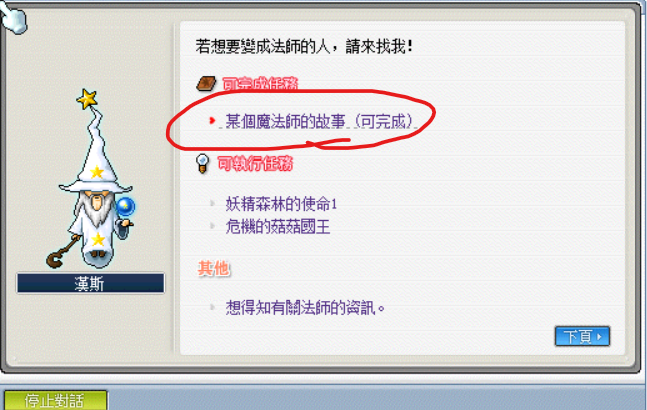 若想要變成法師的人，請來找我!
可完成任務
某個魔法師的故事 (可完成)
可執行任務
妖精森林的使命1
危機的菇菇國王
其他
想得知有關法師的資訊。
漢斯
下頁
停止對話